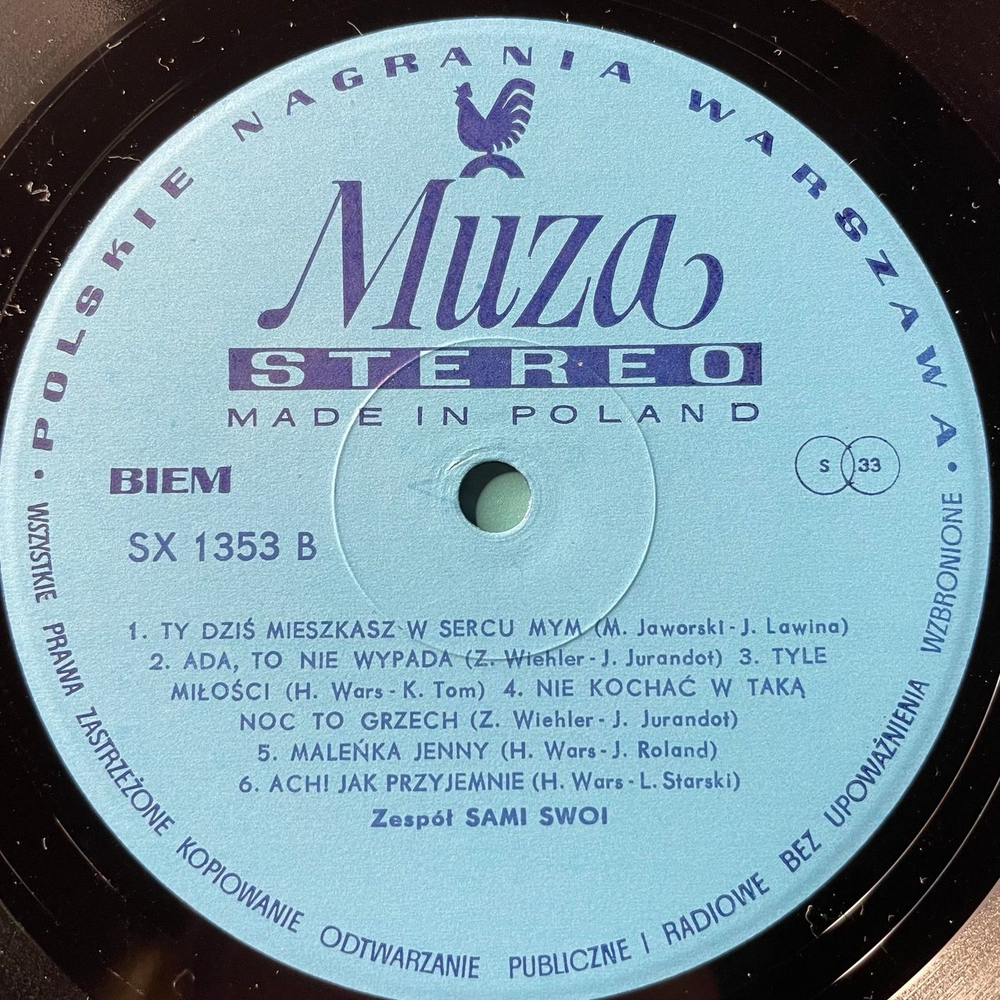 POLSKIE NAGRANIA WARSZAWA
Muza
STEREO
MADE IN POLAND
BIEM
S 33
SX 1353 B
1. TY DZIŚ MIESZKASZ W SERCU MYM (M. Jaworski - J. Lawina)
2. ADA, TO NIE WYPADA (Z. Wiehler - J. Jurandot) 3. TYLE
MIŁOŚCI (H. Wars - K. Tom) 4. NIE KOCHAĆ W TAKĄ
NOC TO GRZECH (Z. Wiehler - J. Jurandot)
5. MALEŃKA JENNY (H. Wars - J. Roland)
6. ACH! JAK PRZYJEMNIE (H. Wars - L. Starski)
Zespół SAMI SWOI
WSZYSTKIE PRAWA ZASTRZEŻONE KOPIOWANIE ODTWARZANIE PUBLICZNE I RADIOWE BEZ UPOWAŻNIENIA WZBRONIONE